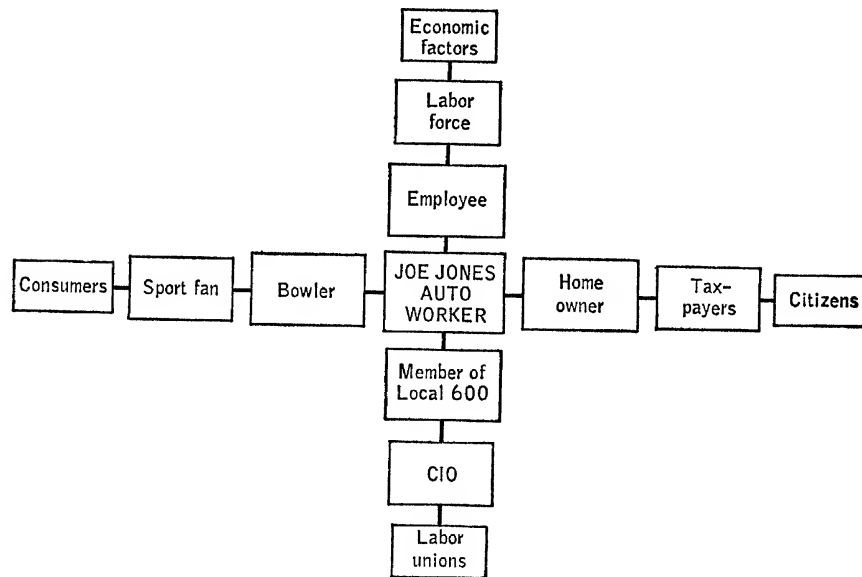 Economic
factors
Labor
force
Employee
Consumers
Sport fan
Bowler
JOE JONES
AUTO
WORKER
Home
owner
Tax-
payers
Citizens
Member of
Local 600
CIO
Labor
unions